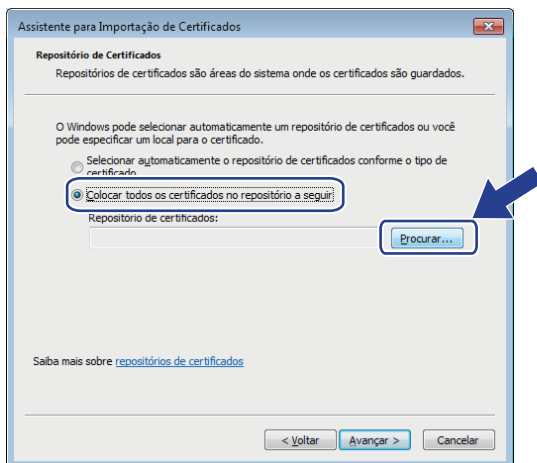 Assistente para Importação de Certificados
Repositório de Certificados
Repositórios de certificados são áreas do sistema onde os certificados são guardados.
O Windows pode selecionar automaticamente um repositório de certificados ou você
pode especificar um local para o certificado.
Selecionar automaticamente o repositório de certificados conforme o tipo de
certificado
Colocar todos os certificados no repositório a seguir
Repositório de certificados:
Procurar...
Saiba mais sobre repositórios de certificados
< Voltar Avançar > Cancelar